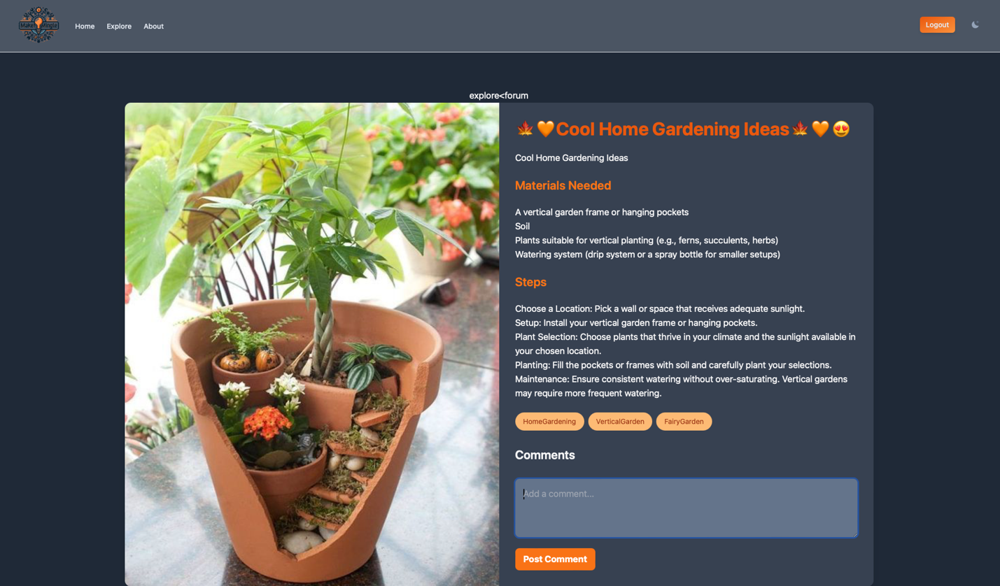 Make Mingle
Home Explore About
Logout
explore<forum
🍁🧡Cool Home Gardening Ideas🍁🧡😍
Cool Home Gardening Ideas
Materials Needed
A vertical garden frame or hanging pockets
Soil
Plants suitable for vertical planting (e.g., ferns, succulents, herbs)
Watering system (drip system or a spray bottle for smaller setups)
Steps
Choose a Location: Pick a wall or space that receives adequate sunlight.
Setup: Install your vertical garden frame or hanging pockets.
Plant Selection: Choose plants that thrive in your climate and the sunlight available in
your chosen location.
Planting: Fill the pockets or frames with soil and carefully plant your selections.
Maintenance: Ensure consistent watering without over-saturating. Vertical gardens
may require more frequent watering.
HomeGardening VerticalGarden FairyGarden
Comments
Add a comment...
Post Comment